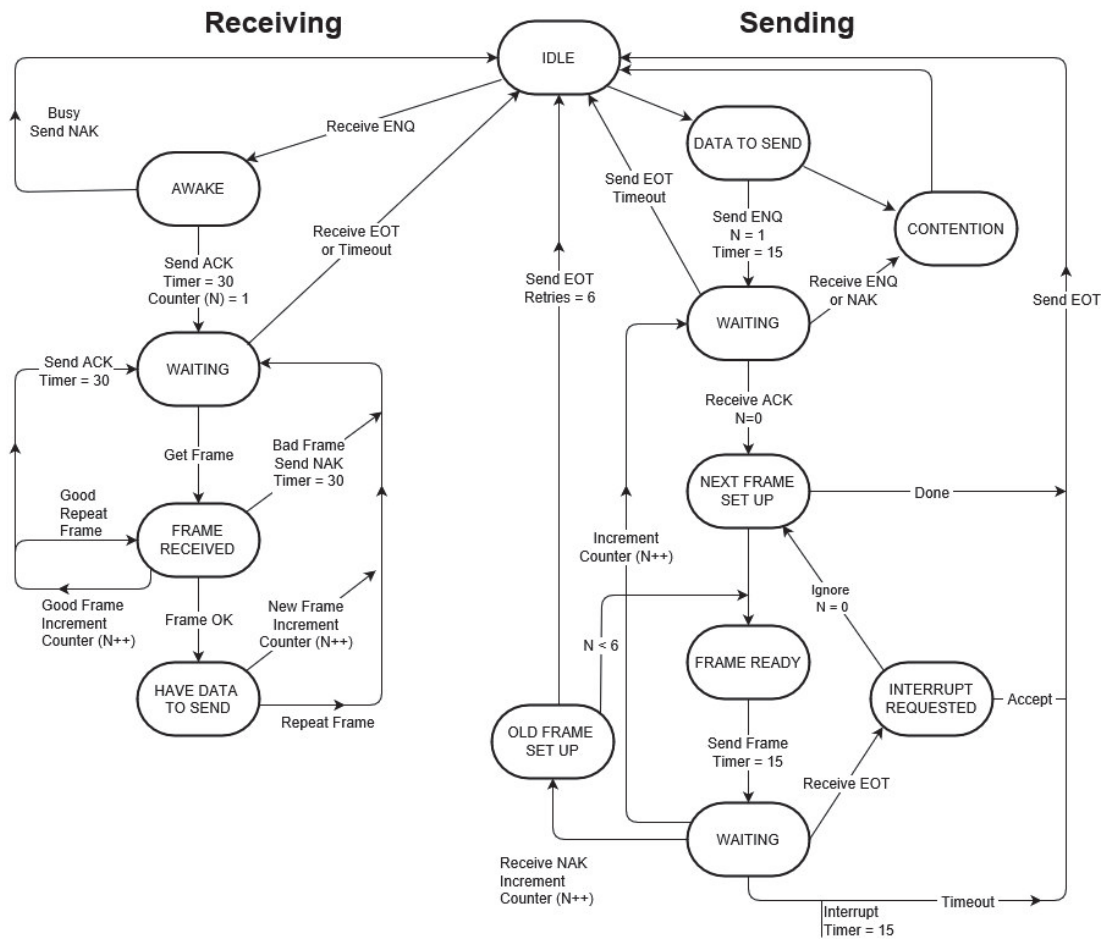 Receiving
Sending
IDLE
Busy
Send NAK
Receive ENQ
AWAKE
Receive EOT
or Timeout
Send ACK
Timer = 30
Counter (N) = 1
WAITING
Send ACK
Timer = 30
Get Frame
Bad Frame
Send NAK
Timer = 30
Good
Repeat
Frame
FRAME
RECEIVED
Good Frame
Increment
Counter (N++)
Frame OK
New Frame
Increment
Counter (N++)
HAVE DATA
TO SEND
Repeat Frame
DATA TO SEND
Send EOT
Timeout
Send ENQ
N = 1
Timer = 15
CONTENTION
Send EOT
Retries = 6
Receive ENQ
or NAK
Send EOT
WAITING
Receive ACK
N=0
NEXT FRAME
SET UP
Done
Increment
Counter (N++)
Ignore
N = 0
N < 6
FRAME READY
INTERRUPT
REQUESTED
Accept
OLD FRAME
SET UP
Send Frame
Timer = 15
Receive EOT
WAITING
Receive NAK
Increment
Counter (N++)
Timeout
Interrupt
Timer = 15